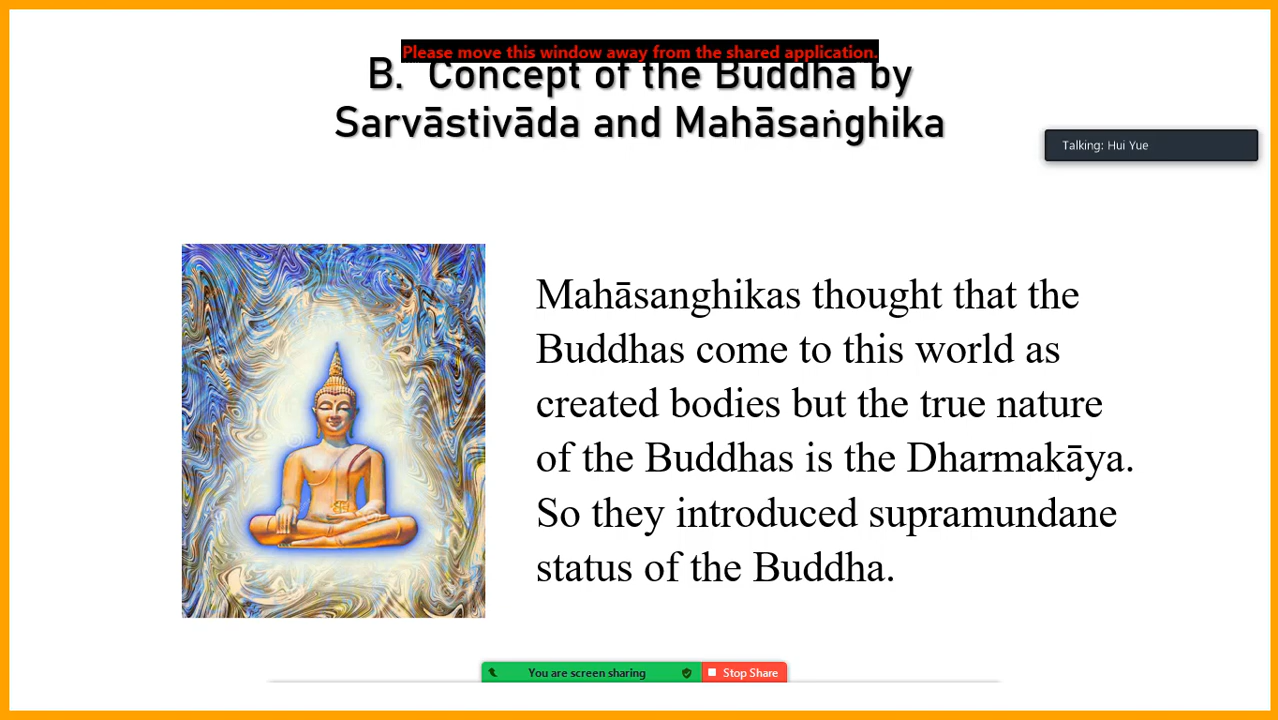 Please move this window away from the shared application.
B. Concept of the Buddha by
Sarvāstivāda and Mahāsaṅghika
Talking: Hui Yue
Mahāsanghikas thought that the
Buddhas come to this world as
created bodies but the true nature
of the Buddhas is the Dharmakāya.
So they introduced supramundane
status of the Buddha.
You are screen sharing
Stop Share